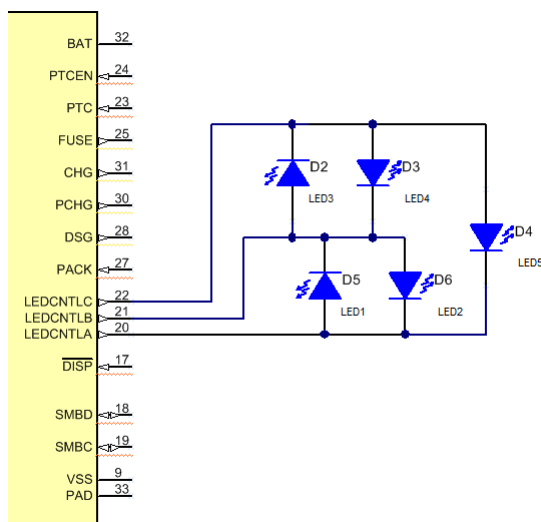 BAT 32
PTCEN 24
PTC 23
FUSE 25
CHG 31
PCHG 30
DSG 28
PACK 27
LEDCNTLC 22
LEDCNTLB 21
LEDCNTLA 20
DISP 17
SMBD 18
SMBC 19
VSS 9
PAD 33
D2
LED3
D3
LED4
D4
LED5
D5
LED1
D6
LED2